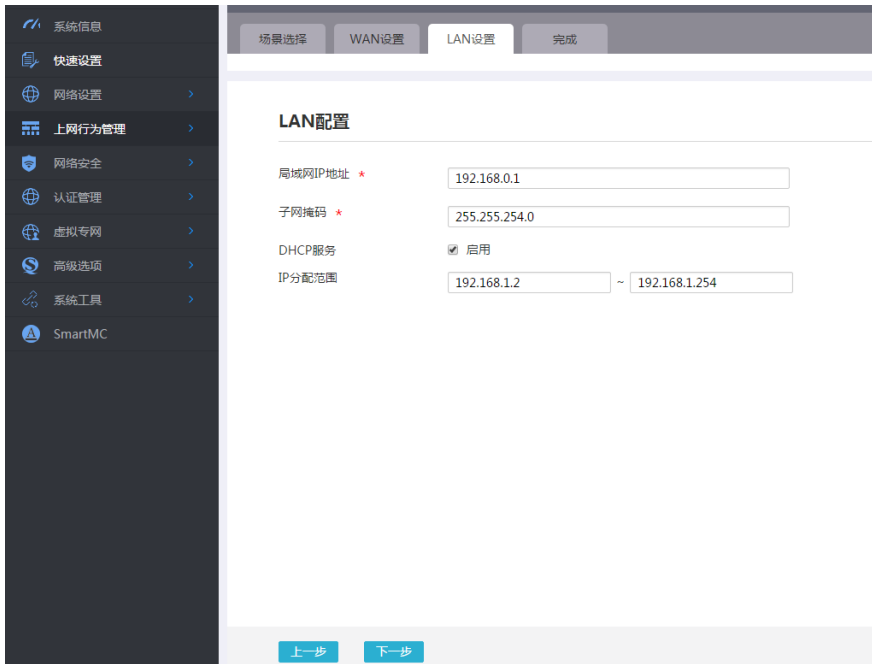 系统信息
快速设置
网络设置
上网行为管理
网络安全
认证管理
虚拟专网
高级选项
系统工具
SmartMC
场景选择 WAN设置 LAN设置 完成
LAN配置
局域网IP地址 * 192.168.0.1
子网掩码 * 255.255.254.0
DHCP服务 启用
IP分配范围 192.168.1.2 ~ 192.168.1.254
上一步 下一步